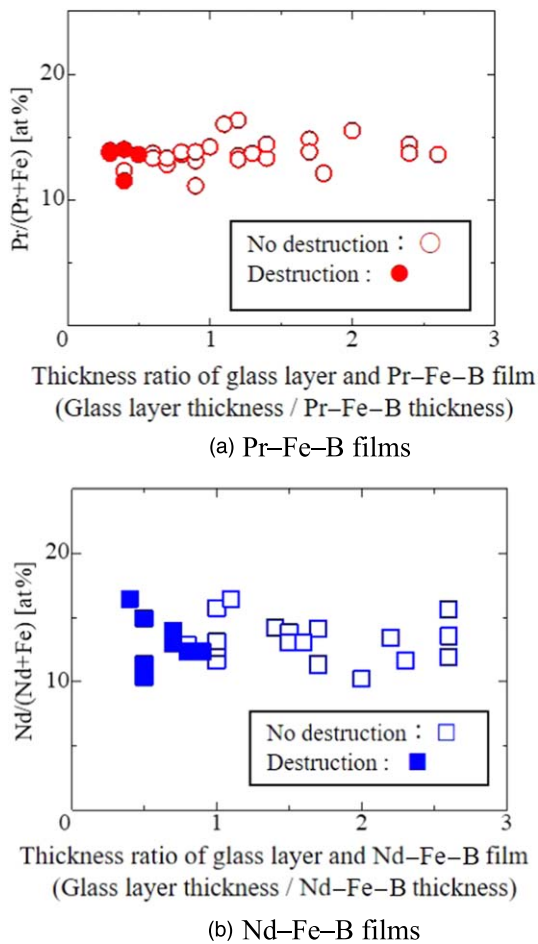 Pr/(Pr+Fe) [at%]
20
10
0 1 2 3
No destruction :
Destruction :
Thickness ratio of glass layer and Pr–Fe–B film
(Glass layer thickness / Pr–Fe–B thickness)
(a) Pr–Fe–B films
Nd/(Nd+Fe) [at%]
20
10
0 1 2 3
No destruction :
Destruction :
Thickness ratio of glass layer and Nd–Fe–B film
(Glass layer thickness / Nd–Fe–B thickness)
(b) Nd–Fe–B films